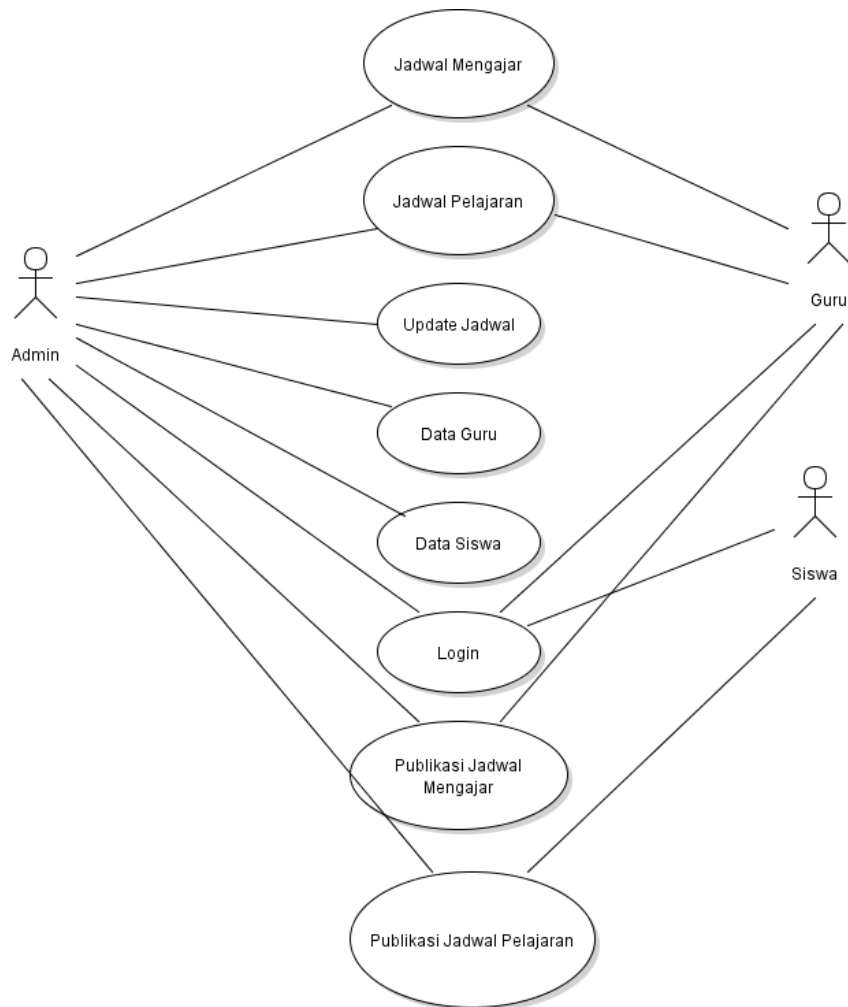 Jadwal Mengajar
Jadwal Pelajaran
Guru
Update Jadwal
Admin
Data Guru
Data Siswa
Siswa
Login
Publikasi Jadwal
Mengajar
Publikasi Jadwal Pelajaran